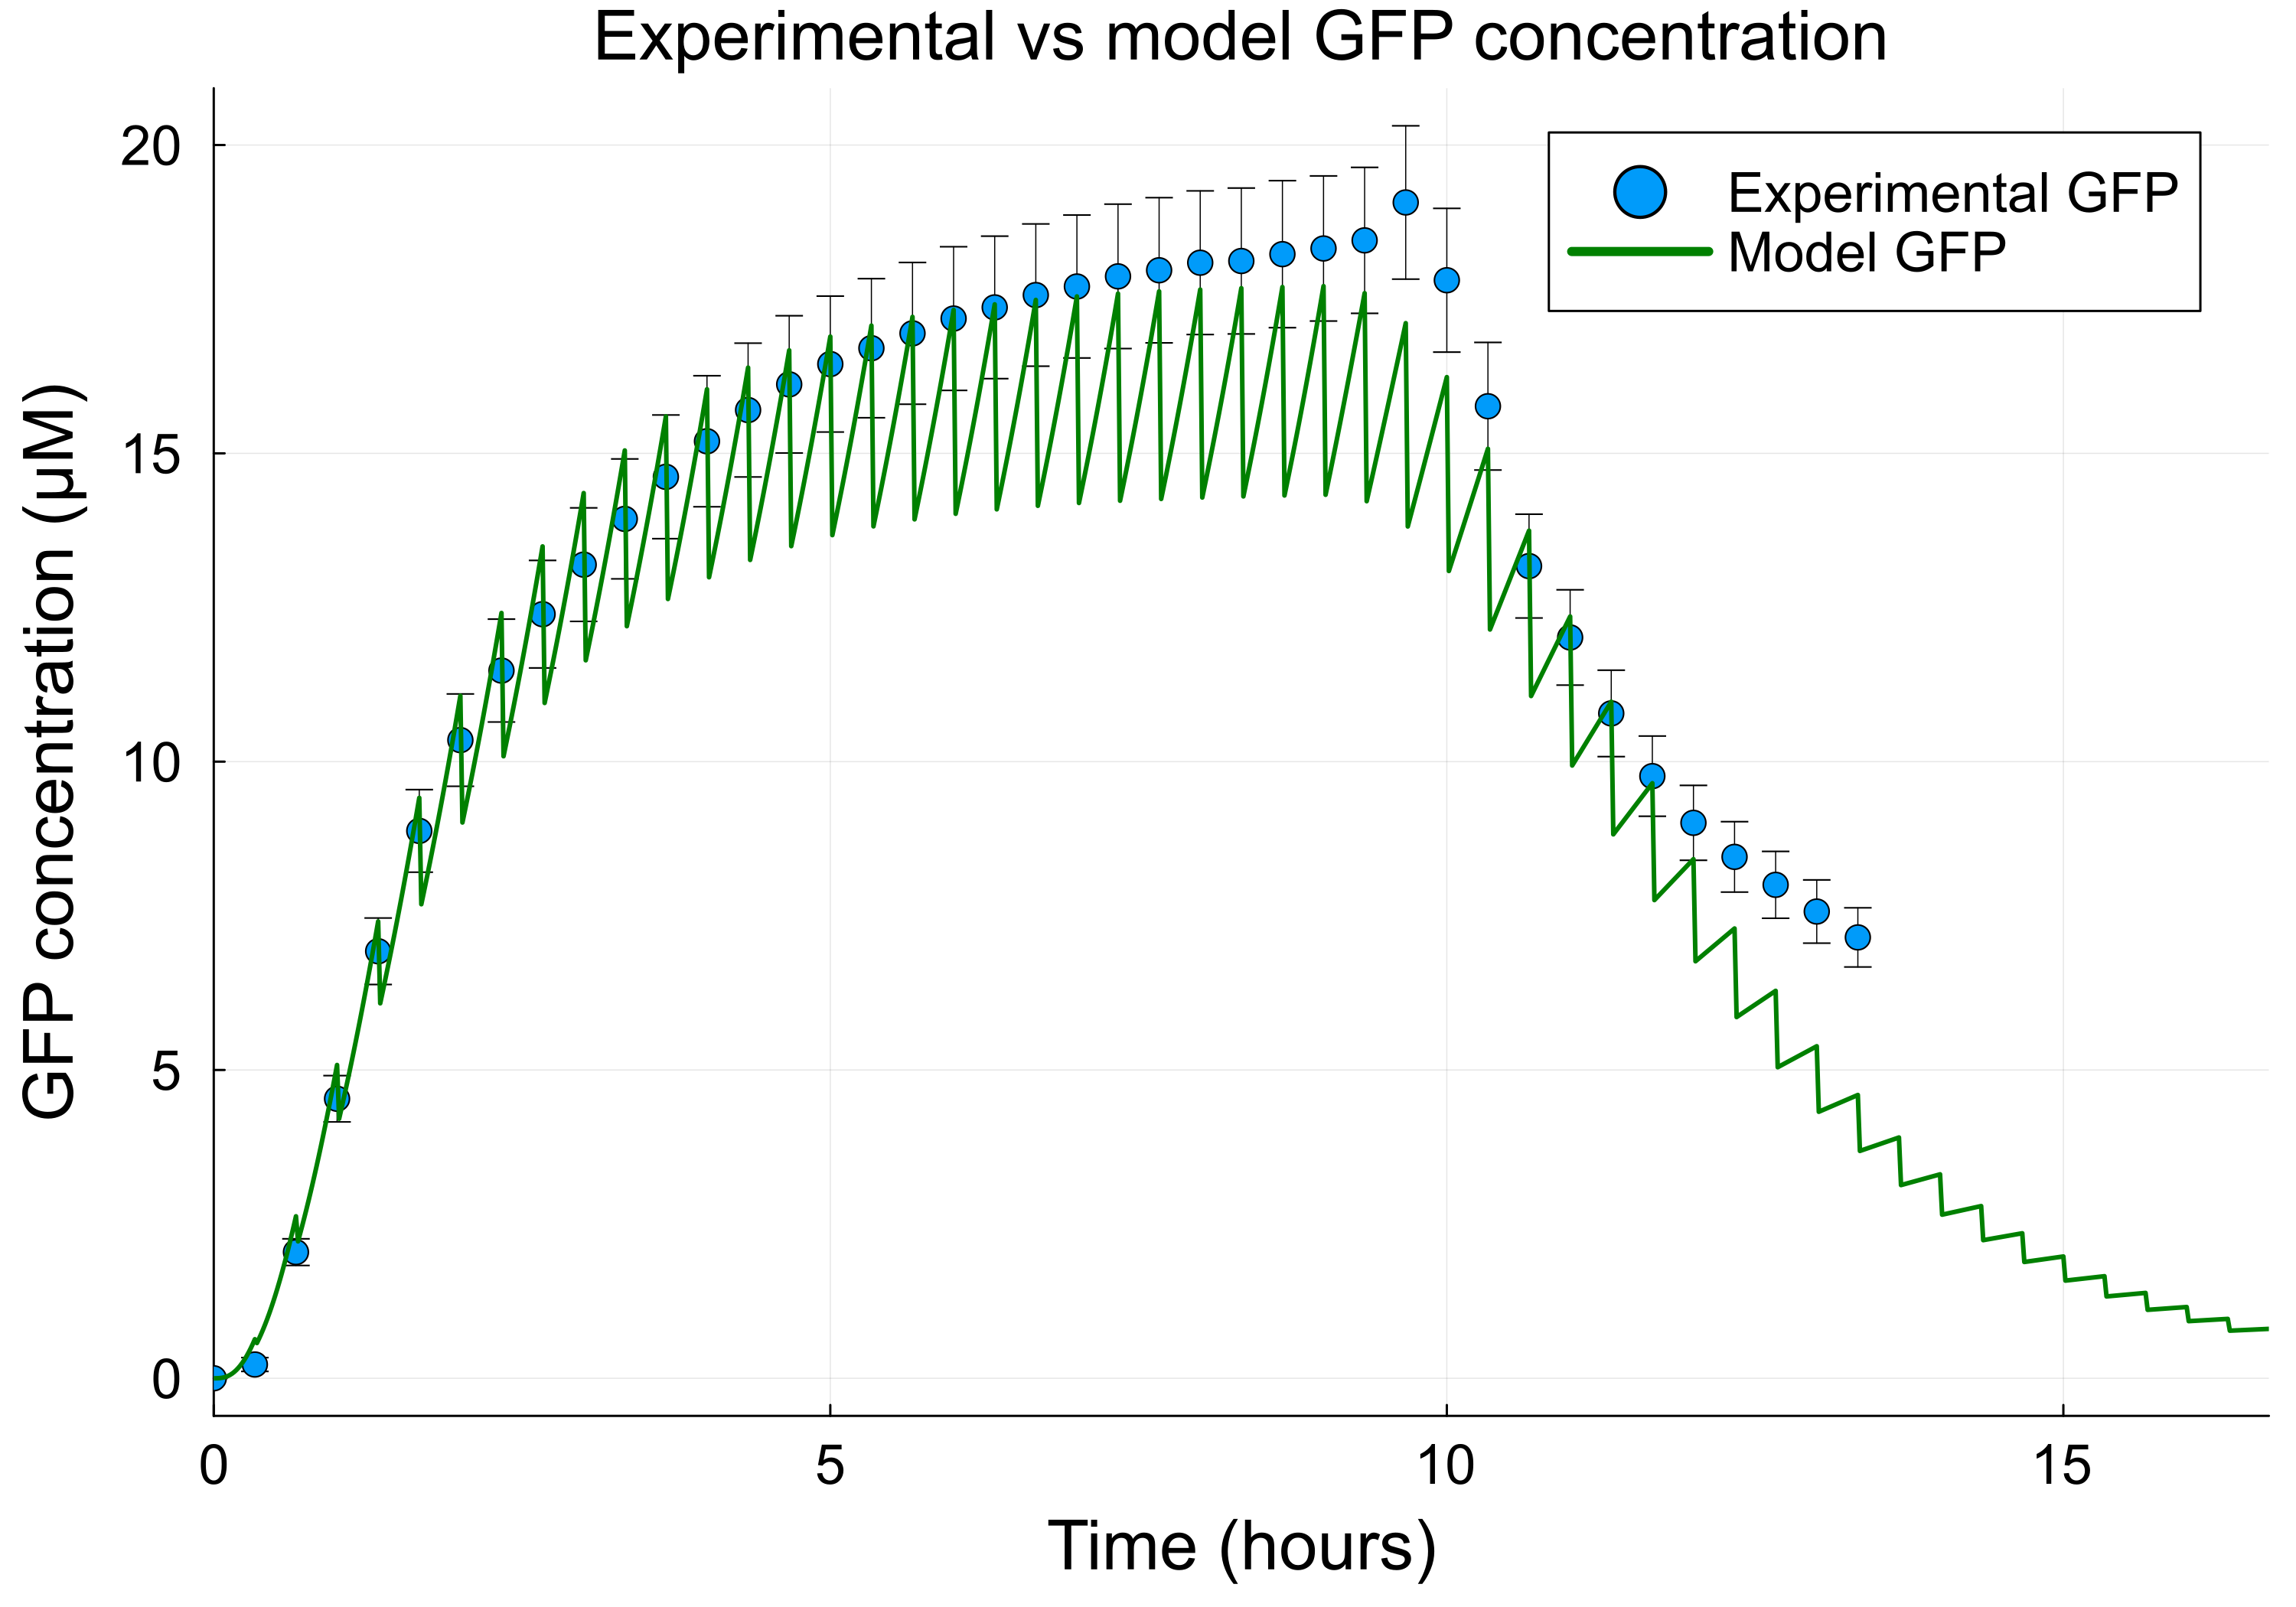 Experimental vs model GFP concentration
20
15
10
5
0
GFP concentration (μM)
Experimental GFP
Model GFP
0 5 10 15
Time (hours)